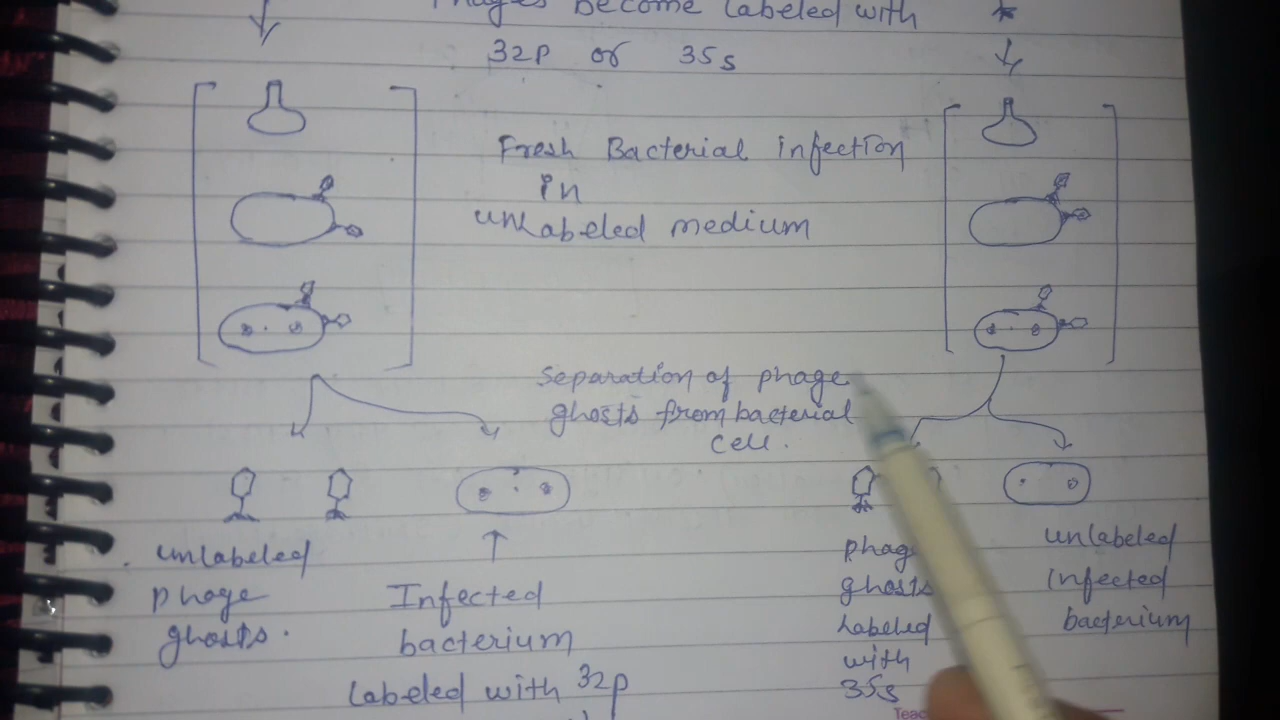 Phages become labeled with
32p or 35s
Fresh Bacterial infection
in
unlabeled medium
Separation of phage
ghosts from bacterial
cell.
unlabeled
phage
ghosts.
Infected
bacterium
labeled with 32p
phage
ghosts
labeled
with
35s
unlabeled
infected
bacterium
Teac